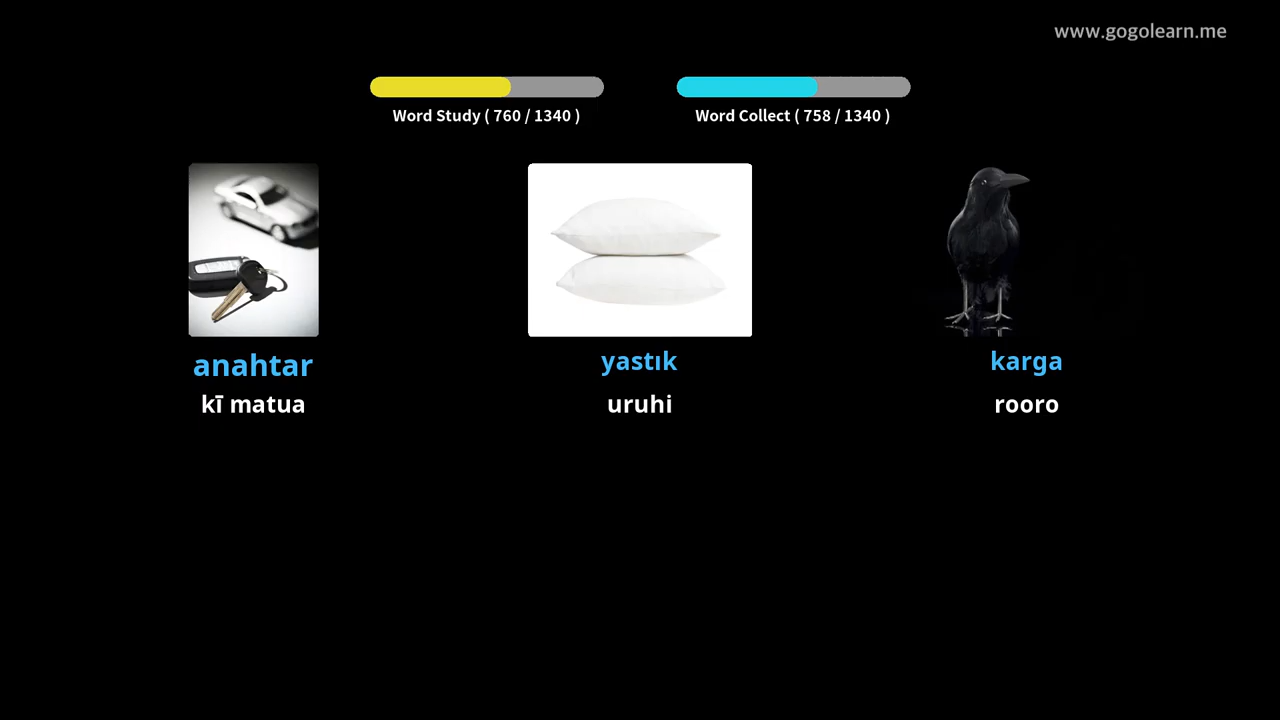 www.gogolearn.me
Word Study ( 760 / 1340 )
Word Collect ( 758 / 1340 )
anahtar
kī matua
yastık
uruhi
karga
rooro